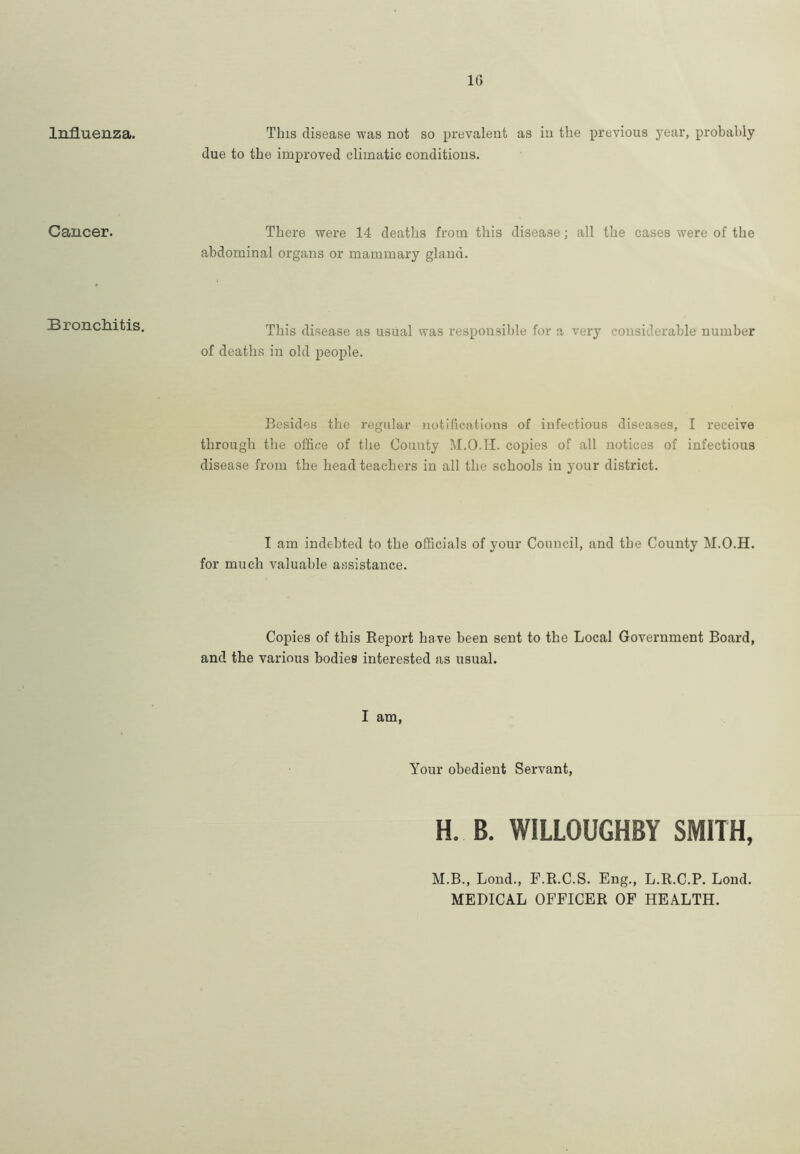 16
Influenza. This disease was not so prevalent as in the previous year, probably
due to the improved climatic conditions.
Cancer. There were 14 deaths from this disease; all the cases were of the
abdominal organs or mammary gland.
Bronchitis. This disease as usual was responsible for a very considerable number
of deaths in old people.
Besides the regular notifications of infectious diseases, I receive
through the office of the County M.O.H. copies of all notices of infectious
disease from the head teachers in all the schools in your district.
I am indebted to the officials of your Council, and the County M.O.H.
for much valuable assistance.
Copies of this Report have been sent to the Local Government Board,
and the various bodies interested as usual.
I am,
Your obedient Servant,
H. B. WILLOUGHBY SMITH,
M.B., Lond., F.R.C.S. Eng., L.R.C.P. Lond.
MEDICAL OFFICER OF HEALTH.